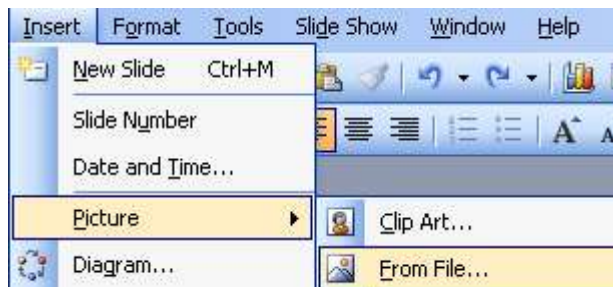 Insert Format Tools Slide Show Window Help
New Slide Ctrl+M
Slide Number
Date and Time...
Picture
Clip Art...
Diagram...
From File...